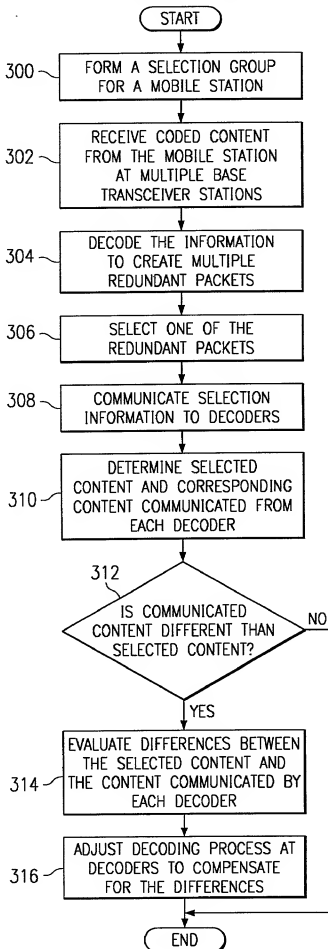 START
300
FORM A SELECTION GROUP
FOR A MOBILE STATION
302
RECEIVE CODED CONTENT
FROM THE MOBILE STATION
AT MULTIPLE BASE
TRANSCEIVER STATIONS
304
DECODE THE INFORMATION
TO CREATE MULTIPLE
REDUNDANT PACKETS
306
SELECT ONE OF THE
REDUNDANT PACKETS
308
COMMUNICATE SELECTION
INFORMATION TO DECODERS
310
DETERMINE SELECTED
CONTENT AND CORRESPONDING
CONTENT COMMUNICATED FROM
EACH DECODER
312
IS COMMUNICATED
CONTENT DIFFERENT THAN
SELECTED CONTENT?
NO
YES
314
EVALUATE DIFFERENCES BETWEEN
THE SELECTED CONTENT AND
THE CONTENT COMMUNICATED BY
EACH DECODER
316
ADJUST DECODING PROCESS AT
DECODERS TO COMPENSATE
FOR THE DIFFERENCES
END